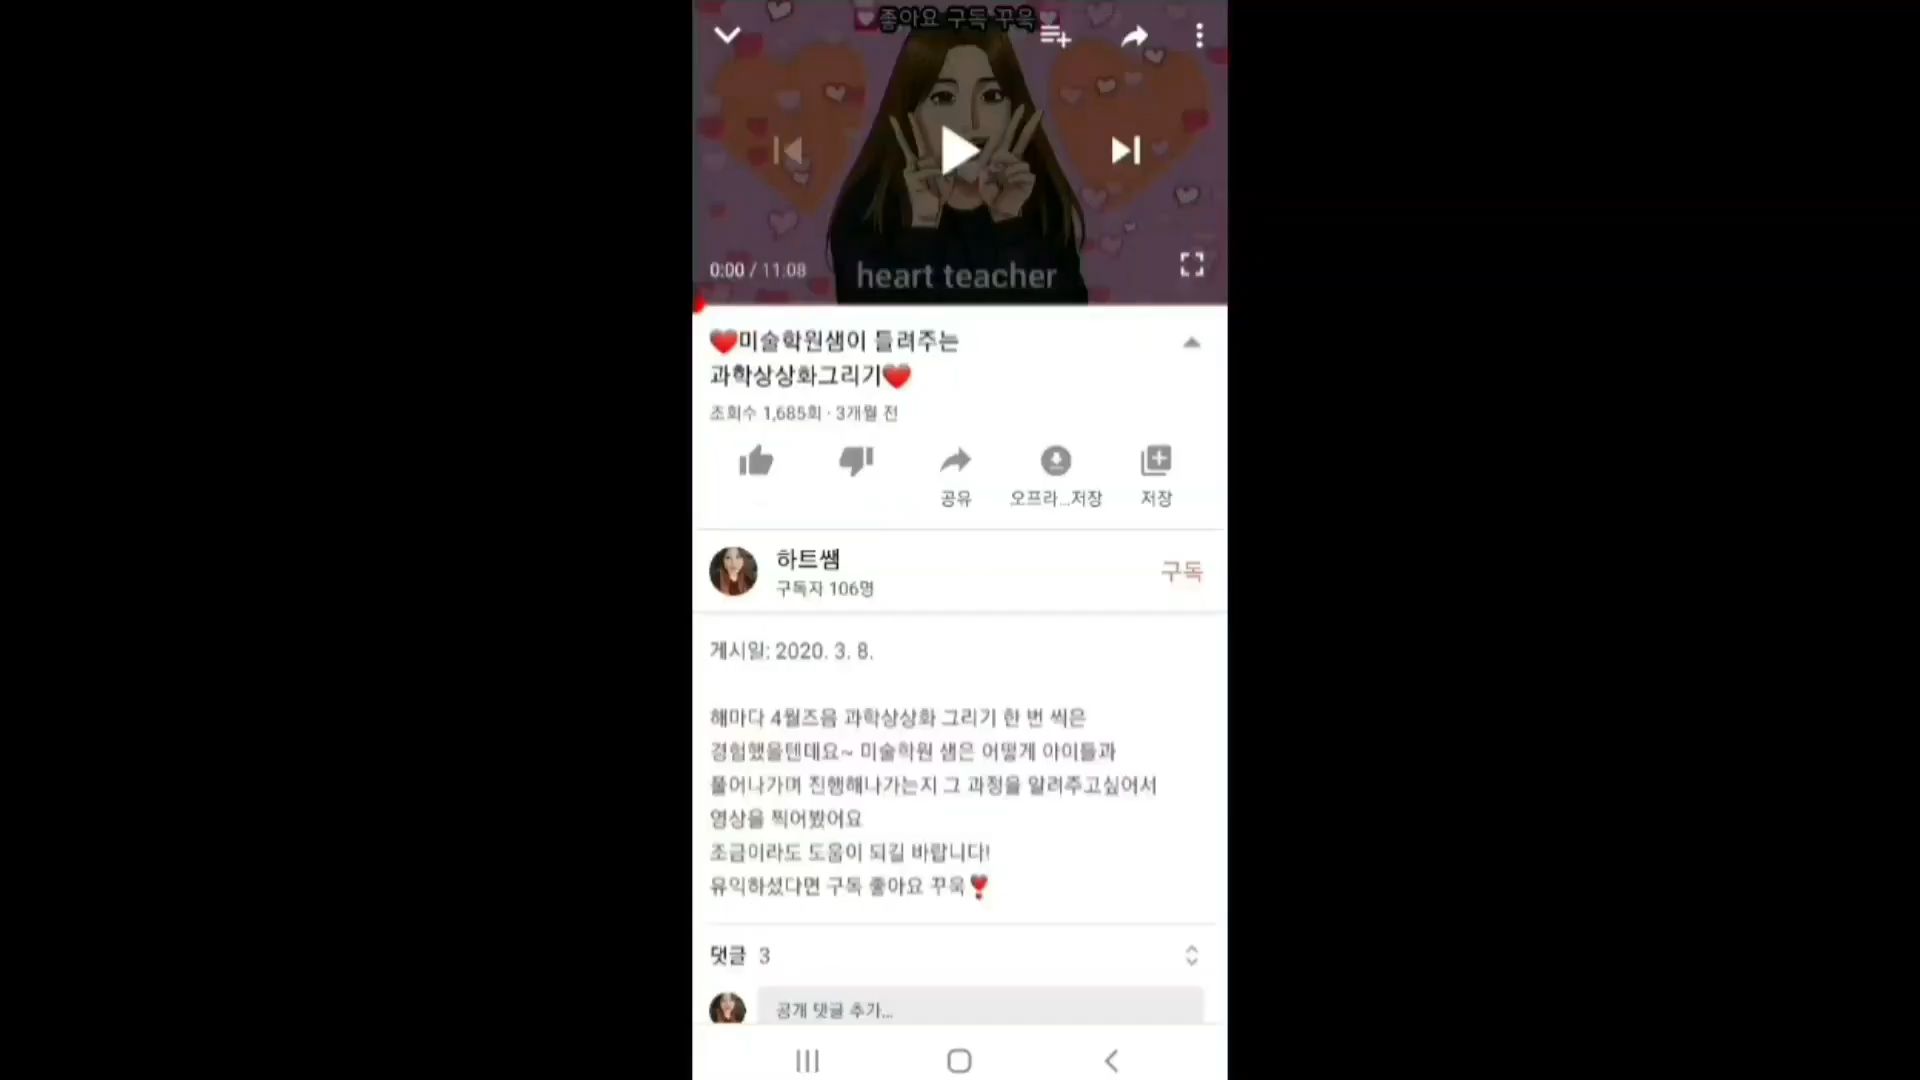 좋아요 구독 꾸욱
0:00 / 11:08
heart teacher
❤️미술학원샘이 들려주는
과학상상화그리기❤️
조회수 1,685회 · 3개월 전
공유
오프라...저장
저장
하트쌤
구독자 106명
구독
게시일: 2020. 3. 8.
해마다 4월즈음 과학상상화 그리기 한 번 씩은
경험했을텐데요~ 미술학원 샘은 어떻게 아이들과
풀어나가며 진행해나가는지 그 과정을 알려주고싶어서
영상을 찍어봤어요
조금이라도 도움이 되길 바랍니다!
유익하셨다면 구독 좋아요 꾸욱❣️
댓글 3
공개 댓글 추가...